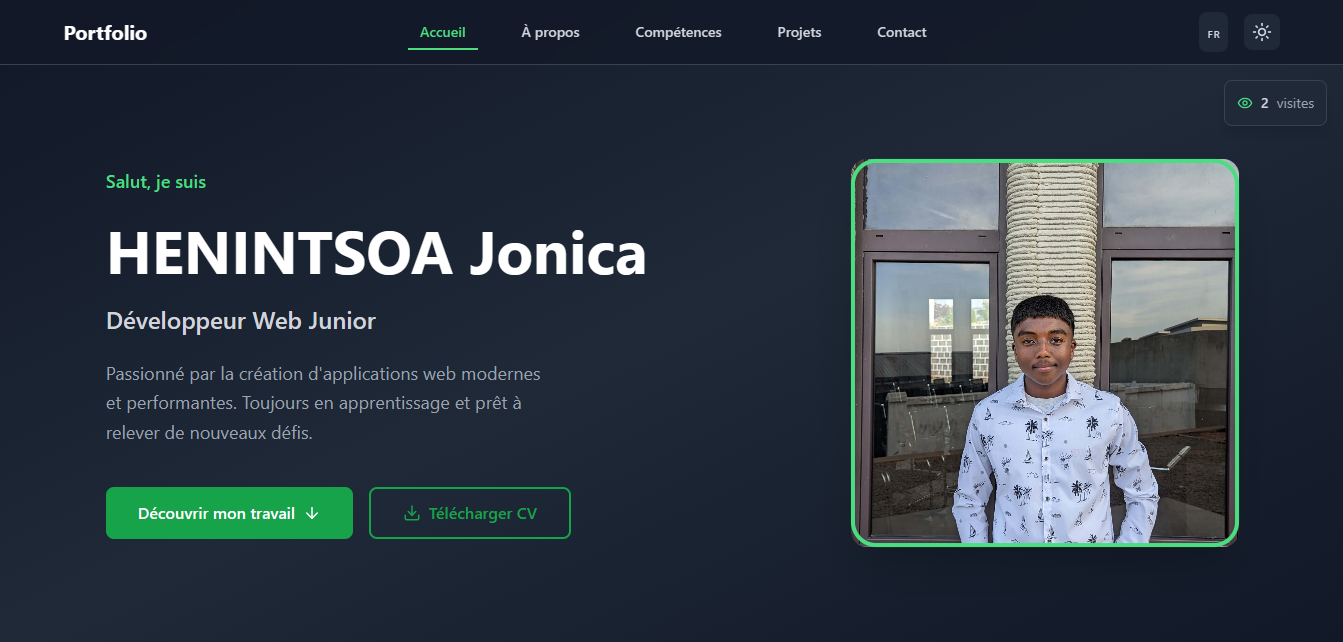 Portfolio
Accueil
À propos
Compétences
Projets
Contact
FR
2 visites
Salut, je suis
HENINTSOA Jonica
Développeur Web Junior
Passionné par la création d'applications web modernes
et performantes. Toujours en apprentissage et prêt à
relever de nouveaux défis.
Découvrir mon travail ↓
Télécharger CV